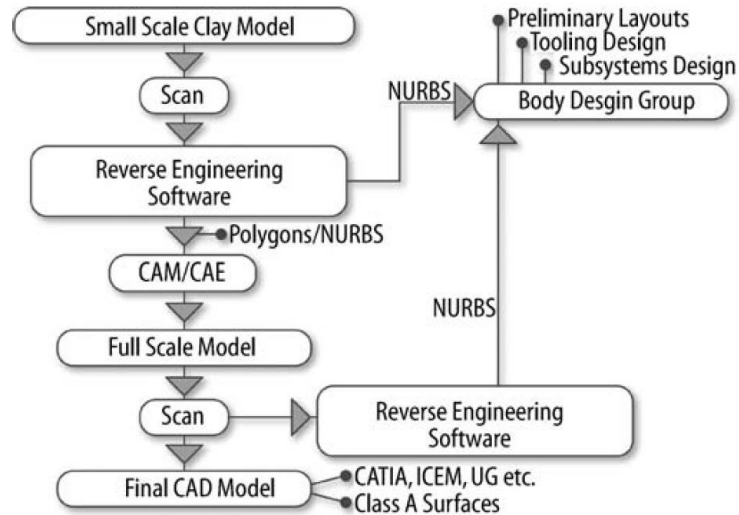 Small Scale Clay Model
Preliminary Layouts
Tooling Design
Subsystems Design
Scan
NURBS
Body Desgin Group
Reverse Engineering
Software
Polygons/NURBS
CAM/CAE
NURBS
Full Scale Model
Scan
Reverse Engineering
Software
Final CAD Model
CATIA, ICEM, UG etc.
Class A Surfaces